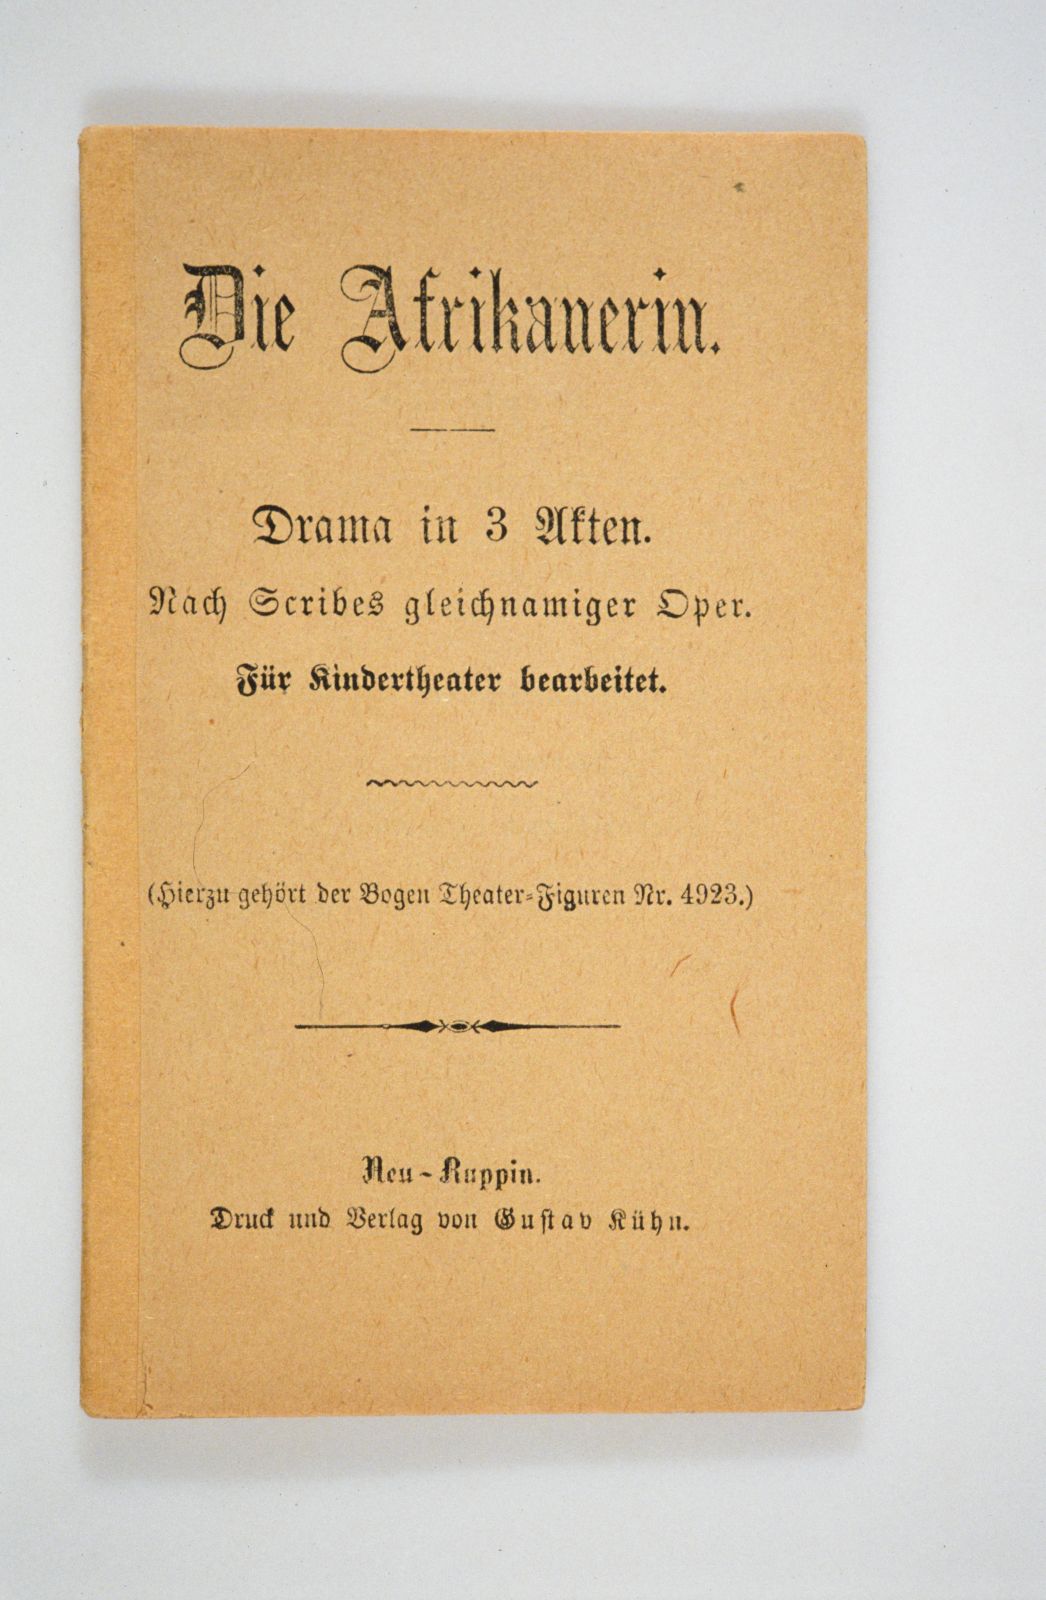 Die Afrikanerin.
Drama in 3 Akten.
Nach Scribes gleichnamiger Oper.
Für Kindertheater bearbeitet.
(Hierzu gehört der Bogen Theater-Figuren Nr. 4923.)
Neu-Ruppin.
Druck und Verlag von Gustav Kühn.